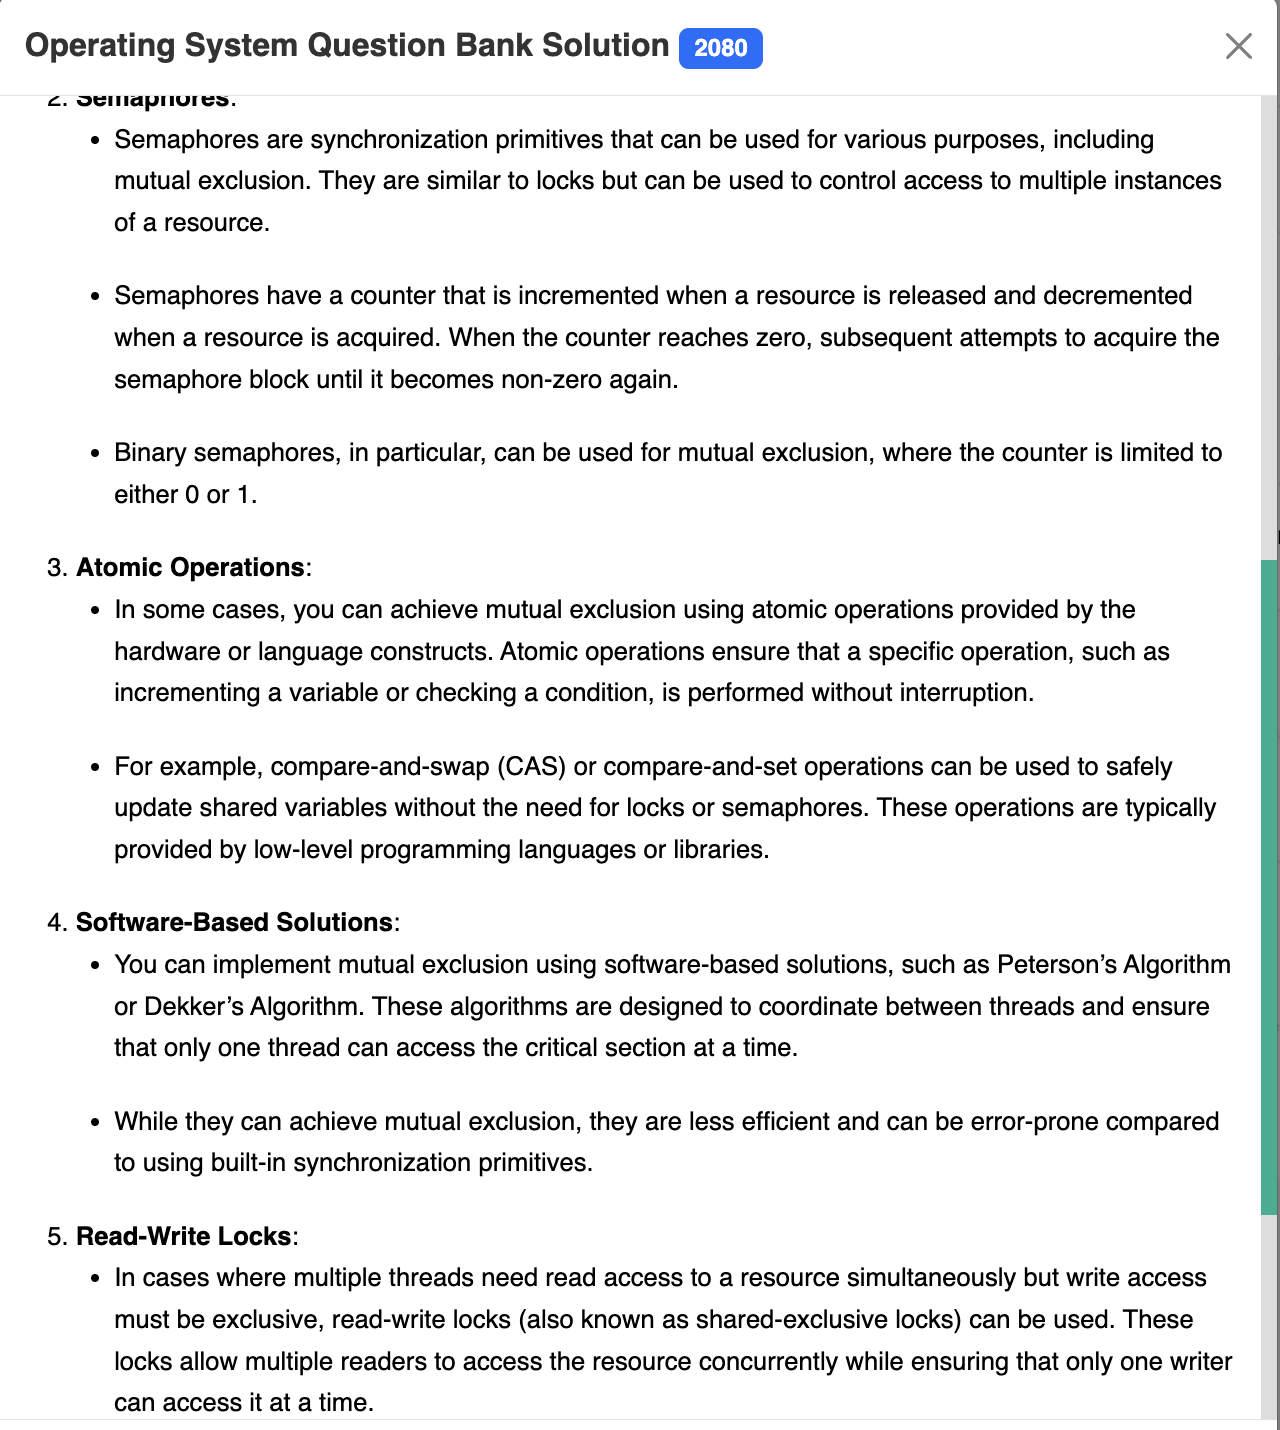 Operating System Question Bank Solution 2080
2. Semaphores:
• Semaphores are synchronization primitives that can be used for various purposes, including
mutual exclusion. They are similar to locks but can be used to control access to multiple instances
of a resource.
• Semaphores have a counter that is incremented when a resource is released and decremented
when a resource is acquired. When the counter reaches zero, subsequent attempts to acquire the
semaphore block until it becomes non-zero again.
• Binary semaphores, in particular, can be used for mutual exclusion, where the counter is limited to
either 0 or 1.
3. Atomic Operations:
• In some cases, you can achieve mutual exclusion using atomic operations provided by the
hardware or language constructs. Atomic operations ensure that a specific operation, such as
incrementing a variable or checking a condition, is performed without interruption.
• For example, compare-and-swap (CAS) or compare-and-set operations can be used to safely
update shared variables without the need for locks or semaphores. These operations are typically
provided by low-level programming languages or libraries.
4. Software-Based Solutions:
• You can implement mutual exclusion using software-based solutions, such as Peterson’s Algorithm
or Dekker’s Algorithm. These algorithms are designed to coordinate between threads and ensure
that only one thread can access the critical section at a time.
• While they can achieve mutual exclusion, they are less efficient and can be error-prone compared
to using built-in synchronization primitives.
5. Read-Write Locks:
• In cases where multiple threads need read access to a resource simultaneously but write access
must be exclusive, read-write locks (also known as shared-exclusive locks) can be used. These
locks allow multiple readers to access the resource concurrently while ensuring that only one writer
can access it at a time.